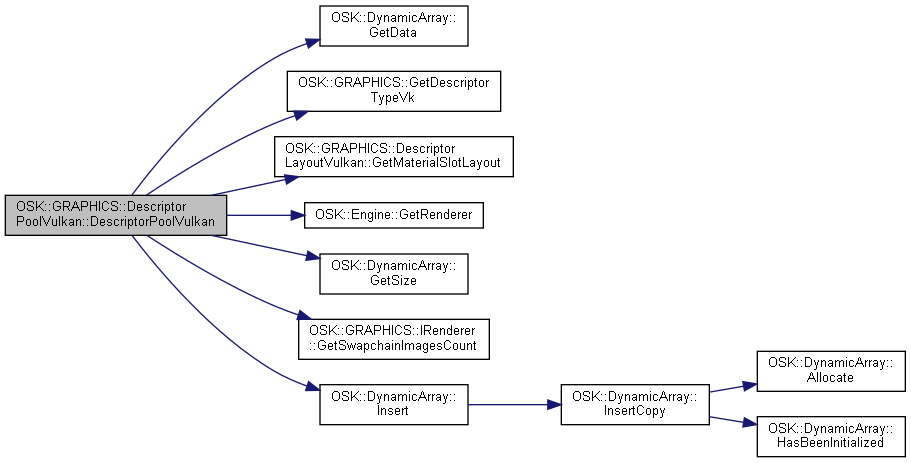 OSK::DynamicArray::
GetData
OSK::GRAPHICS::GetDescriptor
TypeVk
OSK::GRAPHICS::Descriptor
LayoutVulkan::GetMaterialSlotLayout
OSK::GRAPHICS::Descriptor
PoolVulkan::DescriptorPoolVulkan
OSK::Engine::GetRenderer
OSK::DynamicArray::
GetSize
OSK::GRAPHICS::IRenderer
::GetSwapchainImagesCount
OSK::DynamicArray::
Insert
OSK::DynamicArray::
InsertCopy
OSK::DynamicArray::
Allocate
OSK::DynamicArray::
HasBeenInitialized